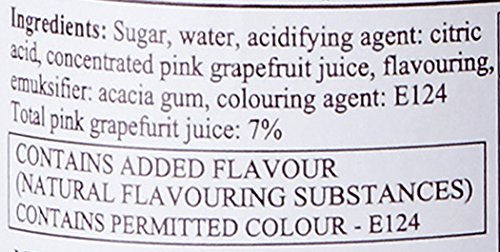 Ingredients: Sugar, water, acidifying agent: citric
acid, concentrated pink grapefruit juice, flavouring,
emuksifier: acacia gum, colouring agent: E124
Total pink grapefurit juice: 7%
CONTAINS ADDED FLAVOUR
(NATURAL FLAVOURING SUBSTANCES)
CONTAINS PERMITTED COLOUR - E124